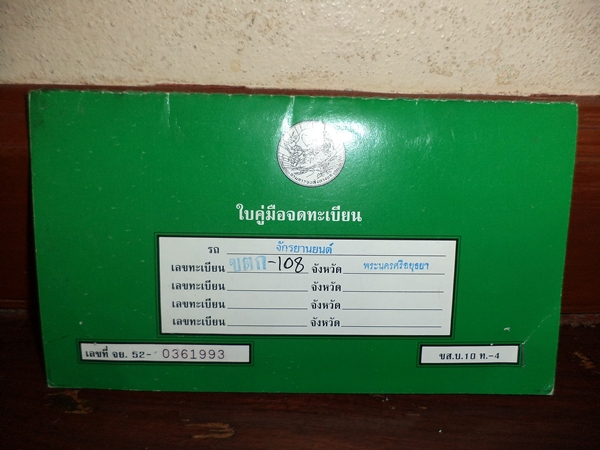 ใบคู่มือจดทะเบียน
รถ จักรยานยนต์
เลขทะเบียน ขตก-108 จังหวัด พระนครศรีอยุธยา
เลขทะเบียน จังหวัด
เลขทะเบียน จังหวัด
เลขทะเบียน จังหวัด
เลขที่ จย. 52- 0361993
ขส.บ.10 ท.-4